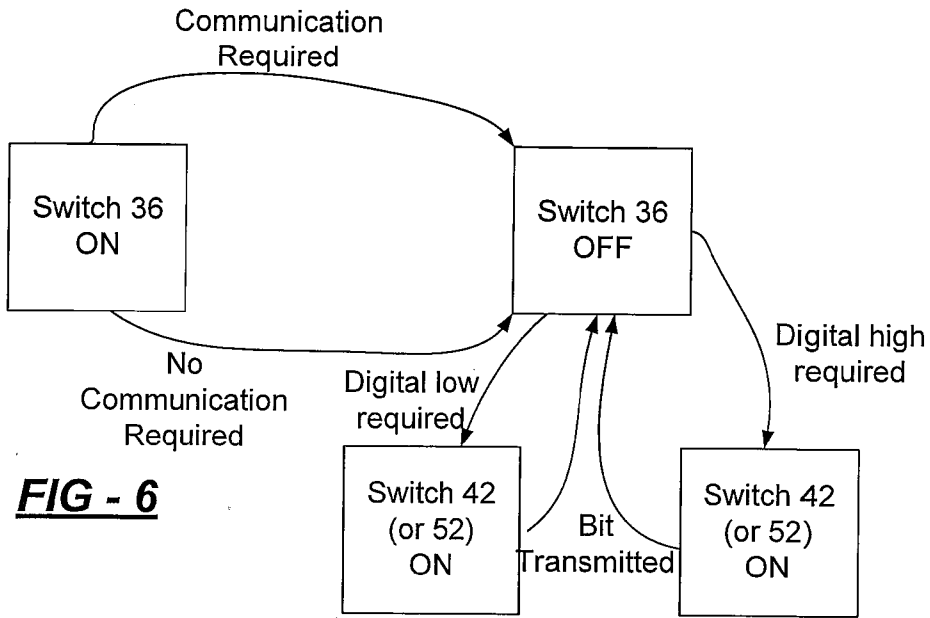 Communication
Required
Switch 36
ON
Switch 36
OFF
No
Communication
Required
Digital low
required
Digital high
required
Switch 42
(or 52)
ON
Bit
Transmitted
Switch 42
(or 52)
ON
FIG - 6